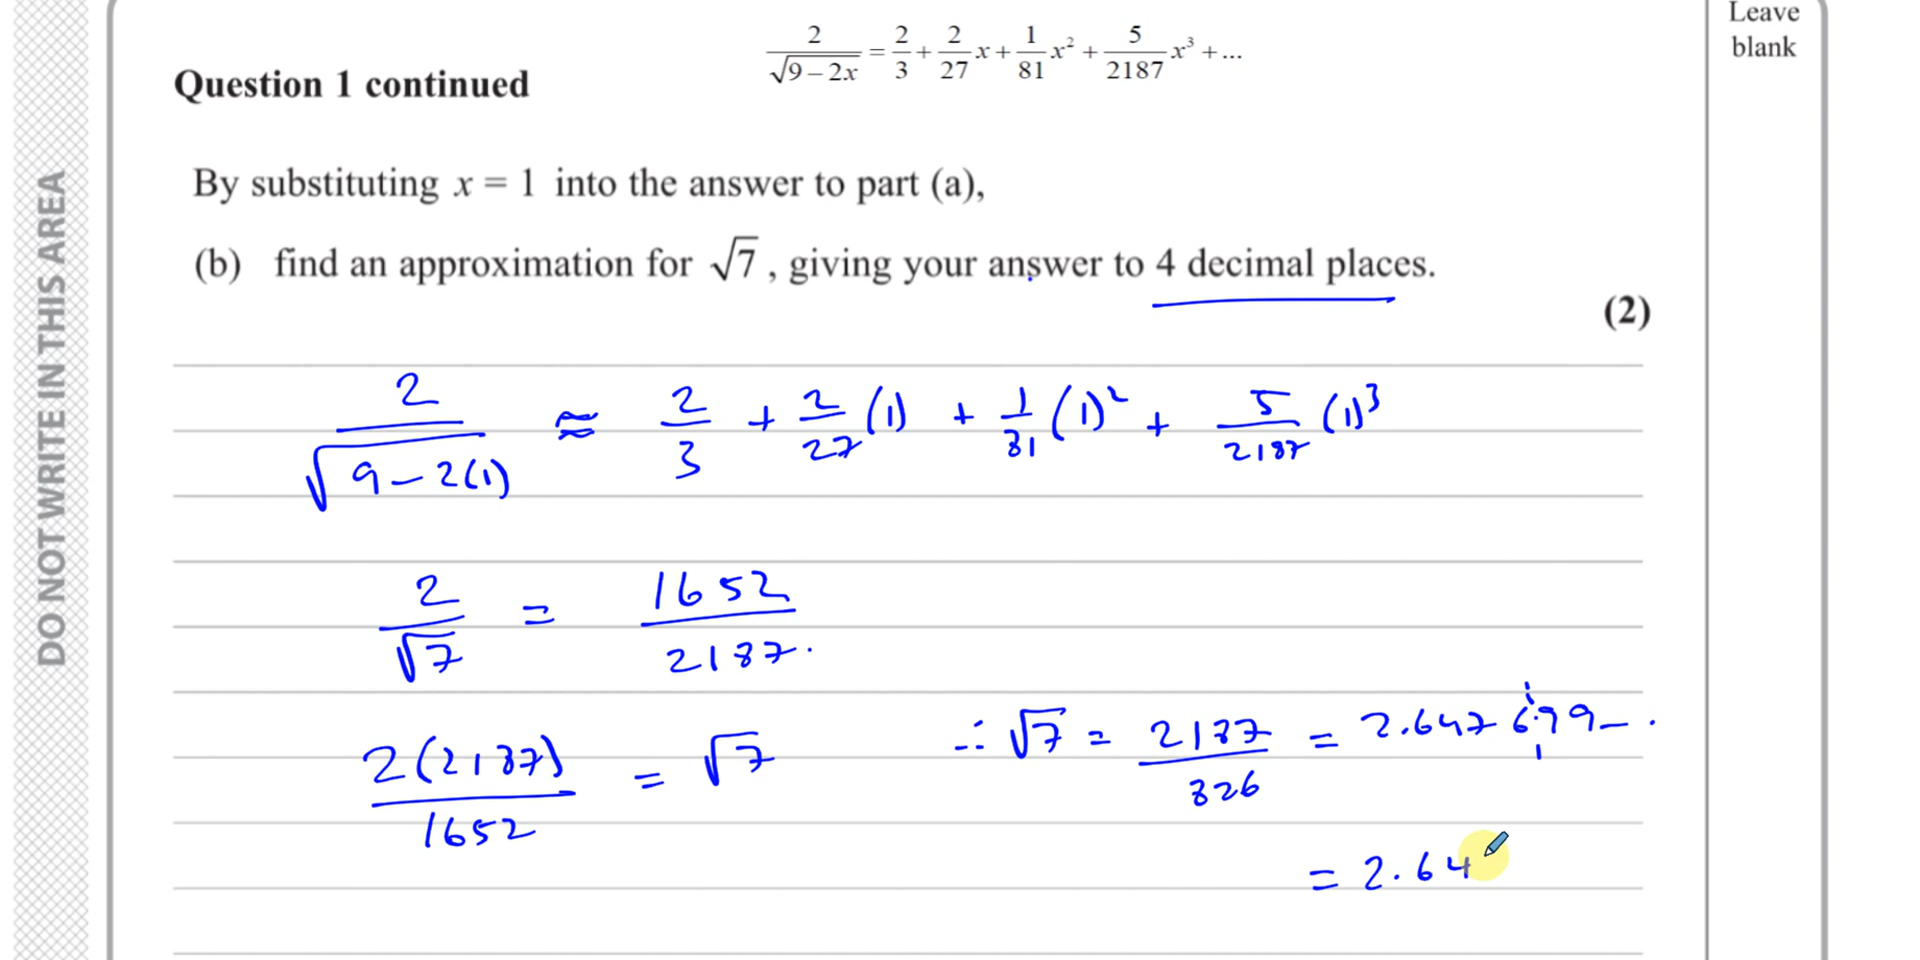 Leave
blank
2/√(9 − 2x) = 2/3 + 2/27 x + 1/81 x² + 5/2187 x³ + ...
Question 1 continued
By substituting x = 1 into the answer to part (a),
(b) find an approximation for √7 , giving your answer to 4 decimal places.
(2)
2/√(9 − 2(1)) ≈ 2/3 + 2/27 (1) + 1/81 (1)² + 5/2187 (1)³
2/√7 = 1652/2187.
2(2187)/1652 = √7
∴ √7 = 2187/826 = 2.647699...
= 2.64
DO NOT WRITE IN THIS AREA